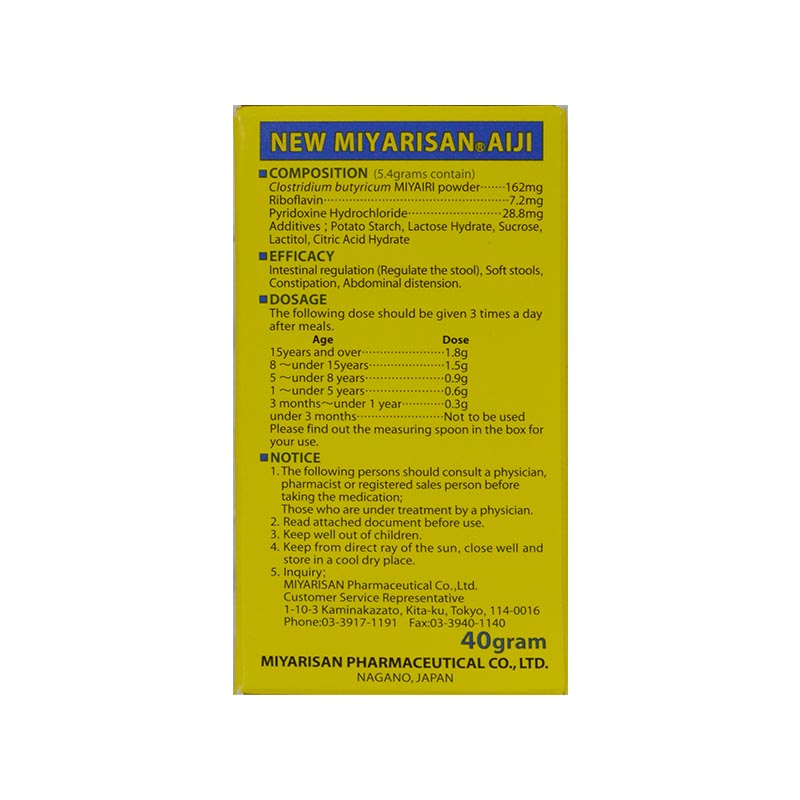 NEW MIYARISAN® AIJI
■COMPOSITION (5.4grams contain)
Clostridium butyricum MIYAIRI powder·······162mg
Riboflavin·····································7.2mg
Pyridoxine Hydrochloride····················28.8mg
Additives ; Potato Starch, Lactose Hydrate, Sucrose,
Lactitol, Citric Acid Hydrate
■EFFICACY
Intestinal regulation (Regulate the stool), Soft stools,
Constipation, Abdominal distension.
■DOSAGE
The following dose should be given 3 times a day
after meals.
Age Dose
15years and over·················1.8g
8 ～under 15years················1.5g
5 ～under 8 years················0.9g
1 ～under 5 years················0.6g
3 months～under 1 year···········0.3g
under 3 months···················Not to be used
Please find out the measuring spoon in the box for
your use.
■NOTICE
1. The following persons should consult a physician,
pharmacist or registered sales person before
taking the medication;
Those who are under treatment by a physician.
2. Read attached document before use.
3. Keep well out of children.
4. Keep from direct ray of the sun, close well and
store in a cool dry place.
5. Inquiry;
MIYARISAN Pharmaceutical Co.,Ltd.
Customer Service Representative
1-10-3 Kaminakazato, Kita-ku, Tokyo, 114-0016
Phone:03-3917-1191 Fax:03-3940-1140
40gram
MIYARISAN PHARMACEUTICAL CO., LTD.
NAGANO, JAPAN